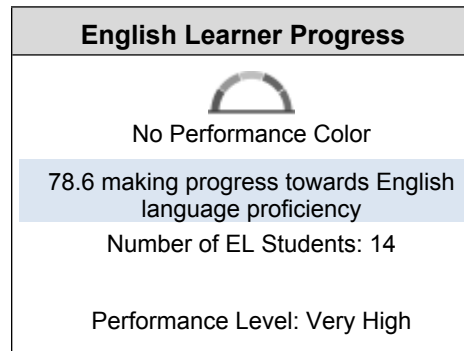 English Learner Progress
No Performance Color
78.6 making progress towards English
language proficiency
Number of EL Students: 14
Performance Level: Very High